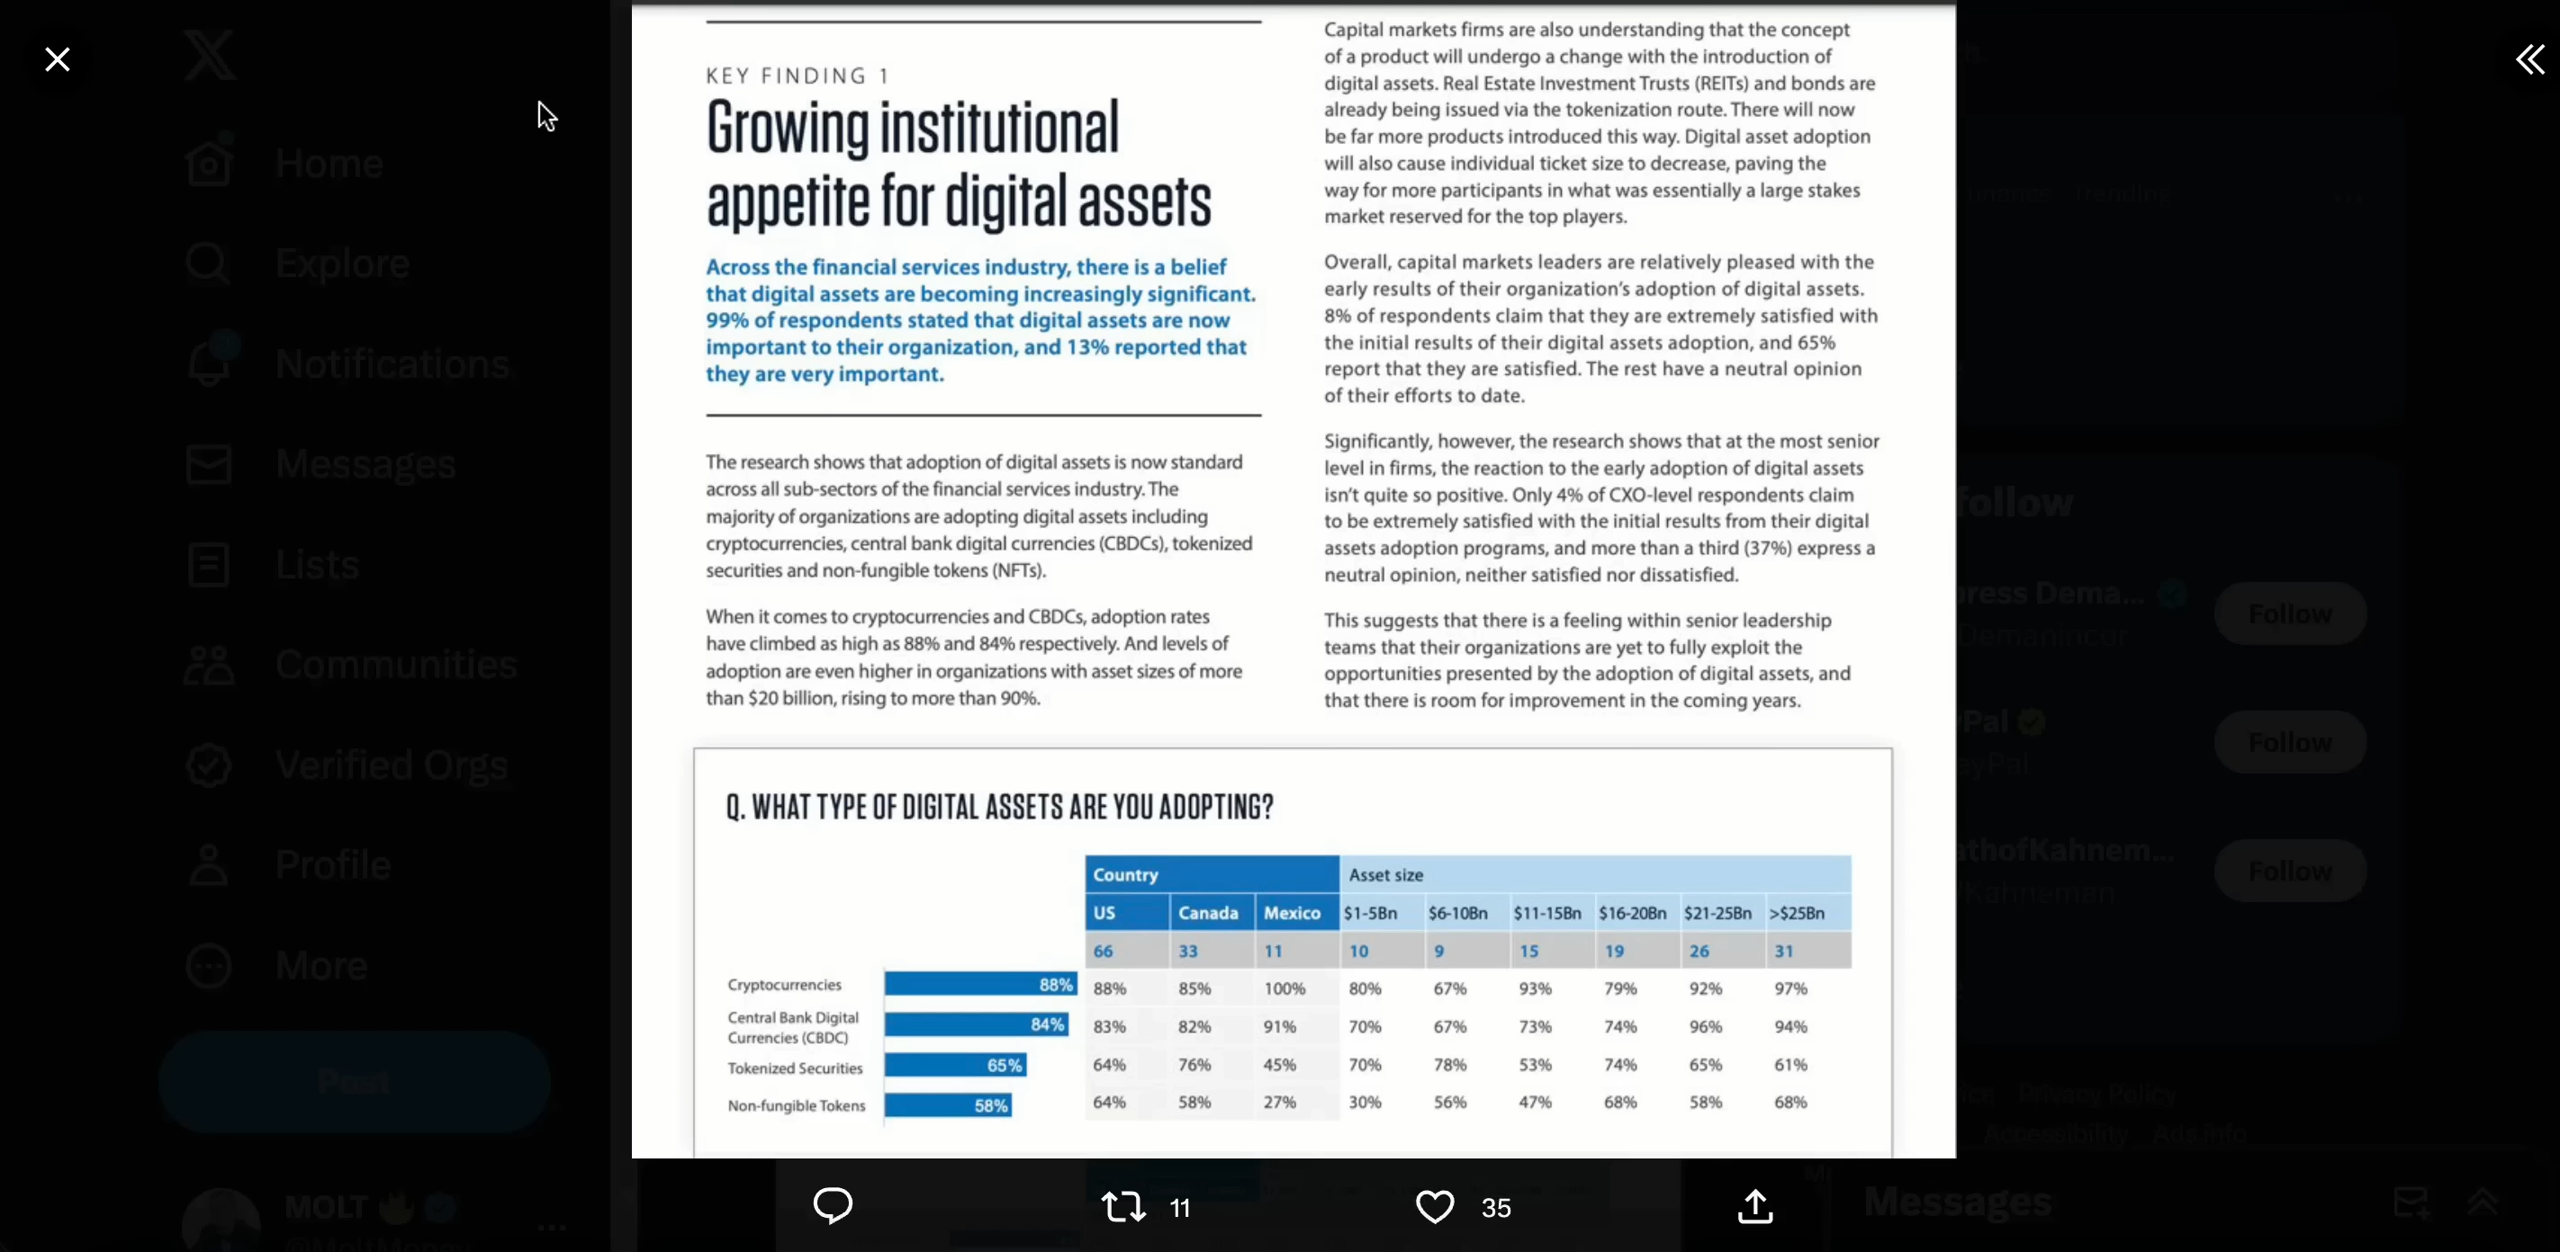 Home
Explore
Notifications
Messages
Lists
Communities
Verified Orgs
Profile
More
Post
MOLT
KEY FINDING 1
Growing institutional
appetite for digital assets
Across the financial services industry, there is a belief
that digital assets are becoming increasingly significant.
99% of respondents stated that digital assets are now
important to their organization, and 13% reported that
they are very important.
The research shows that adoption of digital assets is now standard
across all sub-sectors of the financial services industry. The
majority of organizations are adopting digital assets including
cryptocurrencies, central bank digital currencies (CBDCs), tokenized
securities and non-fungible tokens (NFTs).
When it comes to cryptocurrencies and CBDCs, adoption rates
have climbed as high as 88% and 84% respectively. And levels of
adoption are even higher in organizations with asset sizes of more
than $20 billion, rising to more than 90%.
Capital markets firms are also understanding that the concept
of a product will undergo a change with the introduction of
digital assets. Real Estate Investment Trusts (REITs) and bonds are
already being issued via the tokenization route. There will now
be far more products introduced this way. Digital asset adoption
will also cause individual ticket size to decrease, paving the
way for more participants in what was essentially a large stakes
market reserved for the top players.
Overall, capital markets leaders are relatively pleased with the
early results of their organization's adoption of digital assets.
8% of respondents claim that they are extremely satisfied with
the initial results of their digital assets adoption, and 65%
report that they are satisfied. The rest have a neutral opinion
of their efforts to date.
Significantly, however, the research shows that at the most senior
level in firms, the reaction to the early adoption of digital assets
isn't quite so positive. Only 4% of CXO-level respondents claim
to be extremely satisfied with the initial results from their digital
assets adoption programs, and more than a third (37%) express a
neutral opinion, neither satisfied nor dissatisfied.
This suggests that there is a feeling within senior leadership
teams that their organizations are yet to fully exploit the
opportunities presented by the adoption of digital assets, and
that there is room for improvement in the coming years.
Q. WHAT TYPE OF DIGITAL ASSETS ARE YOU ADOPTING?
Country Asset size
US Canada Mexico $1-5Bn $6-10Bn $11-15Bn $16-20Bn $21-25Bn >$25Bn
66 33 11 10 9 15 19 26 31
Cryptocurrencies 88% 88% 85% 100% 80% 67% 93% 79% 92% 97%
Central Bank Digital
Currencies (CBDC) 84% 83% 82% 91% 70% 67% 73% 74% 96% 94%
Tokenized Securities 65% 64% 76% 45% 70% 78% 53% 74% 65% 61%
Non-fungible Tokens 58% 64% 58% 27% 30% 56% 47% 68% 58% 68%
11 35
Trending
follow
press Dema...
Follow
Pal
ayPal
Follow
athofKahnem...
Kahneman
Follow
Privacy Policy
Accessibility Ads info
Messages